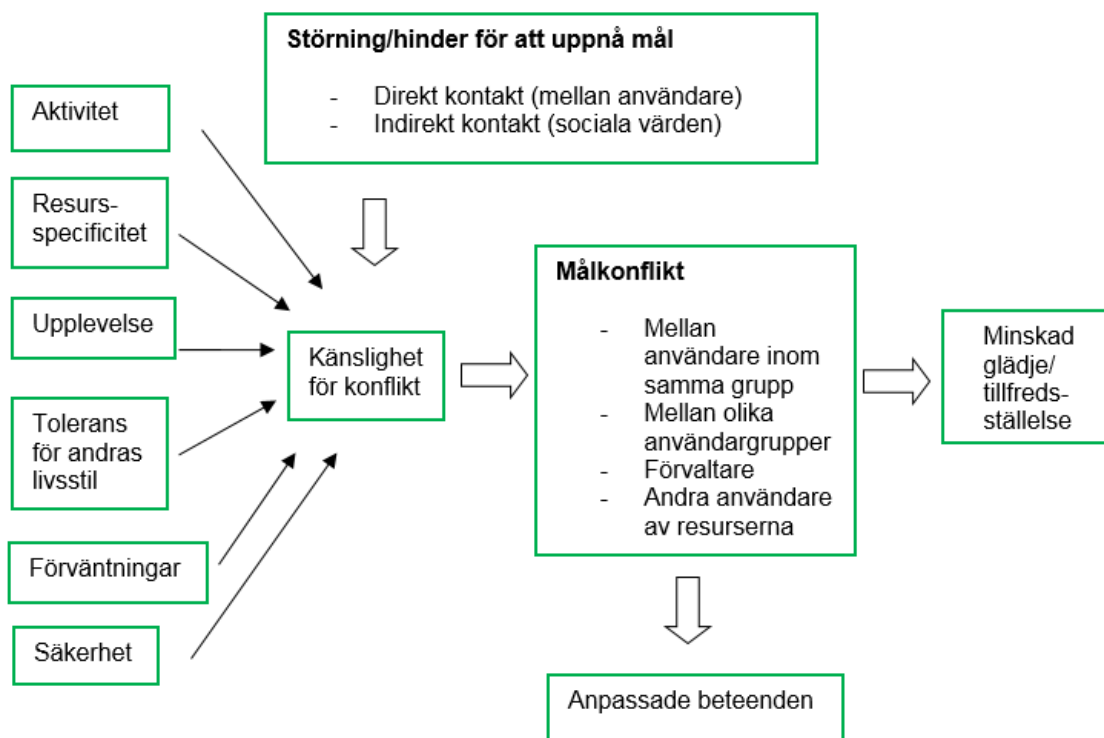 Störning/hinder för att uppnå mål
- Direkt kontakt (mellan användare)
- Indirekt kontakt (sociala värden)
Aktivitet
Resurs-
specificitet
Upplevelse
Tolerans
för andras
livsstil
Förväntningar
Säkerhet
Känslighet
för konflikt
Målkonflikt
- Mellan
användare inom
samma grupp
- Mellan olika
användargrupper
- Förvaltare
- Andra användare
av resurserna
Minskad
glädje/
tillfreds-
ställelse
Anpassade beteenden